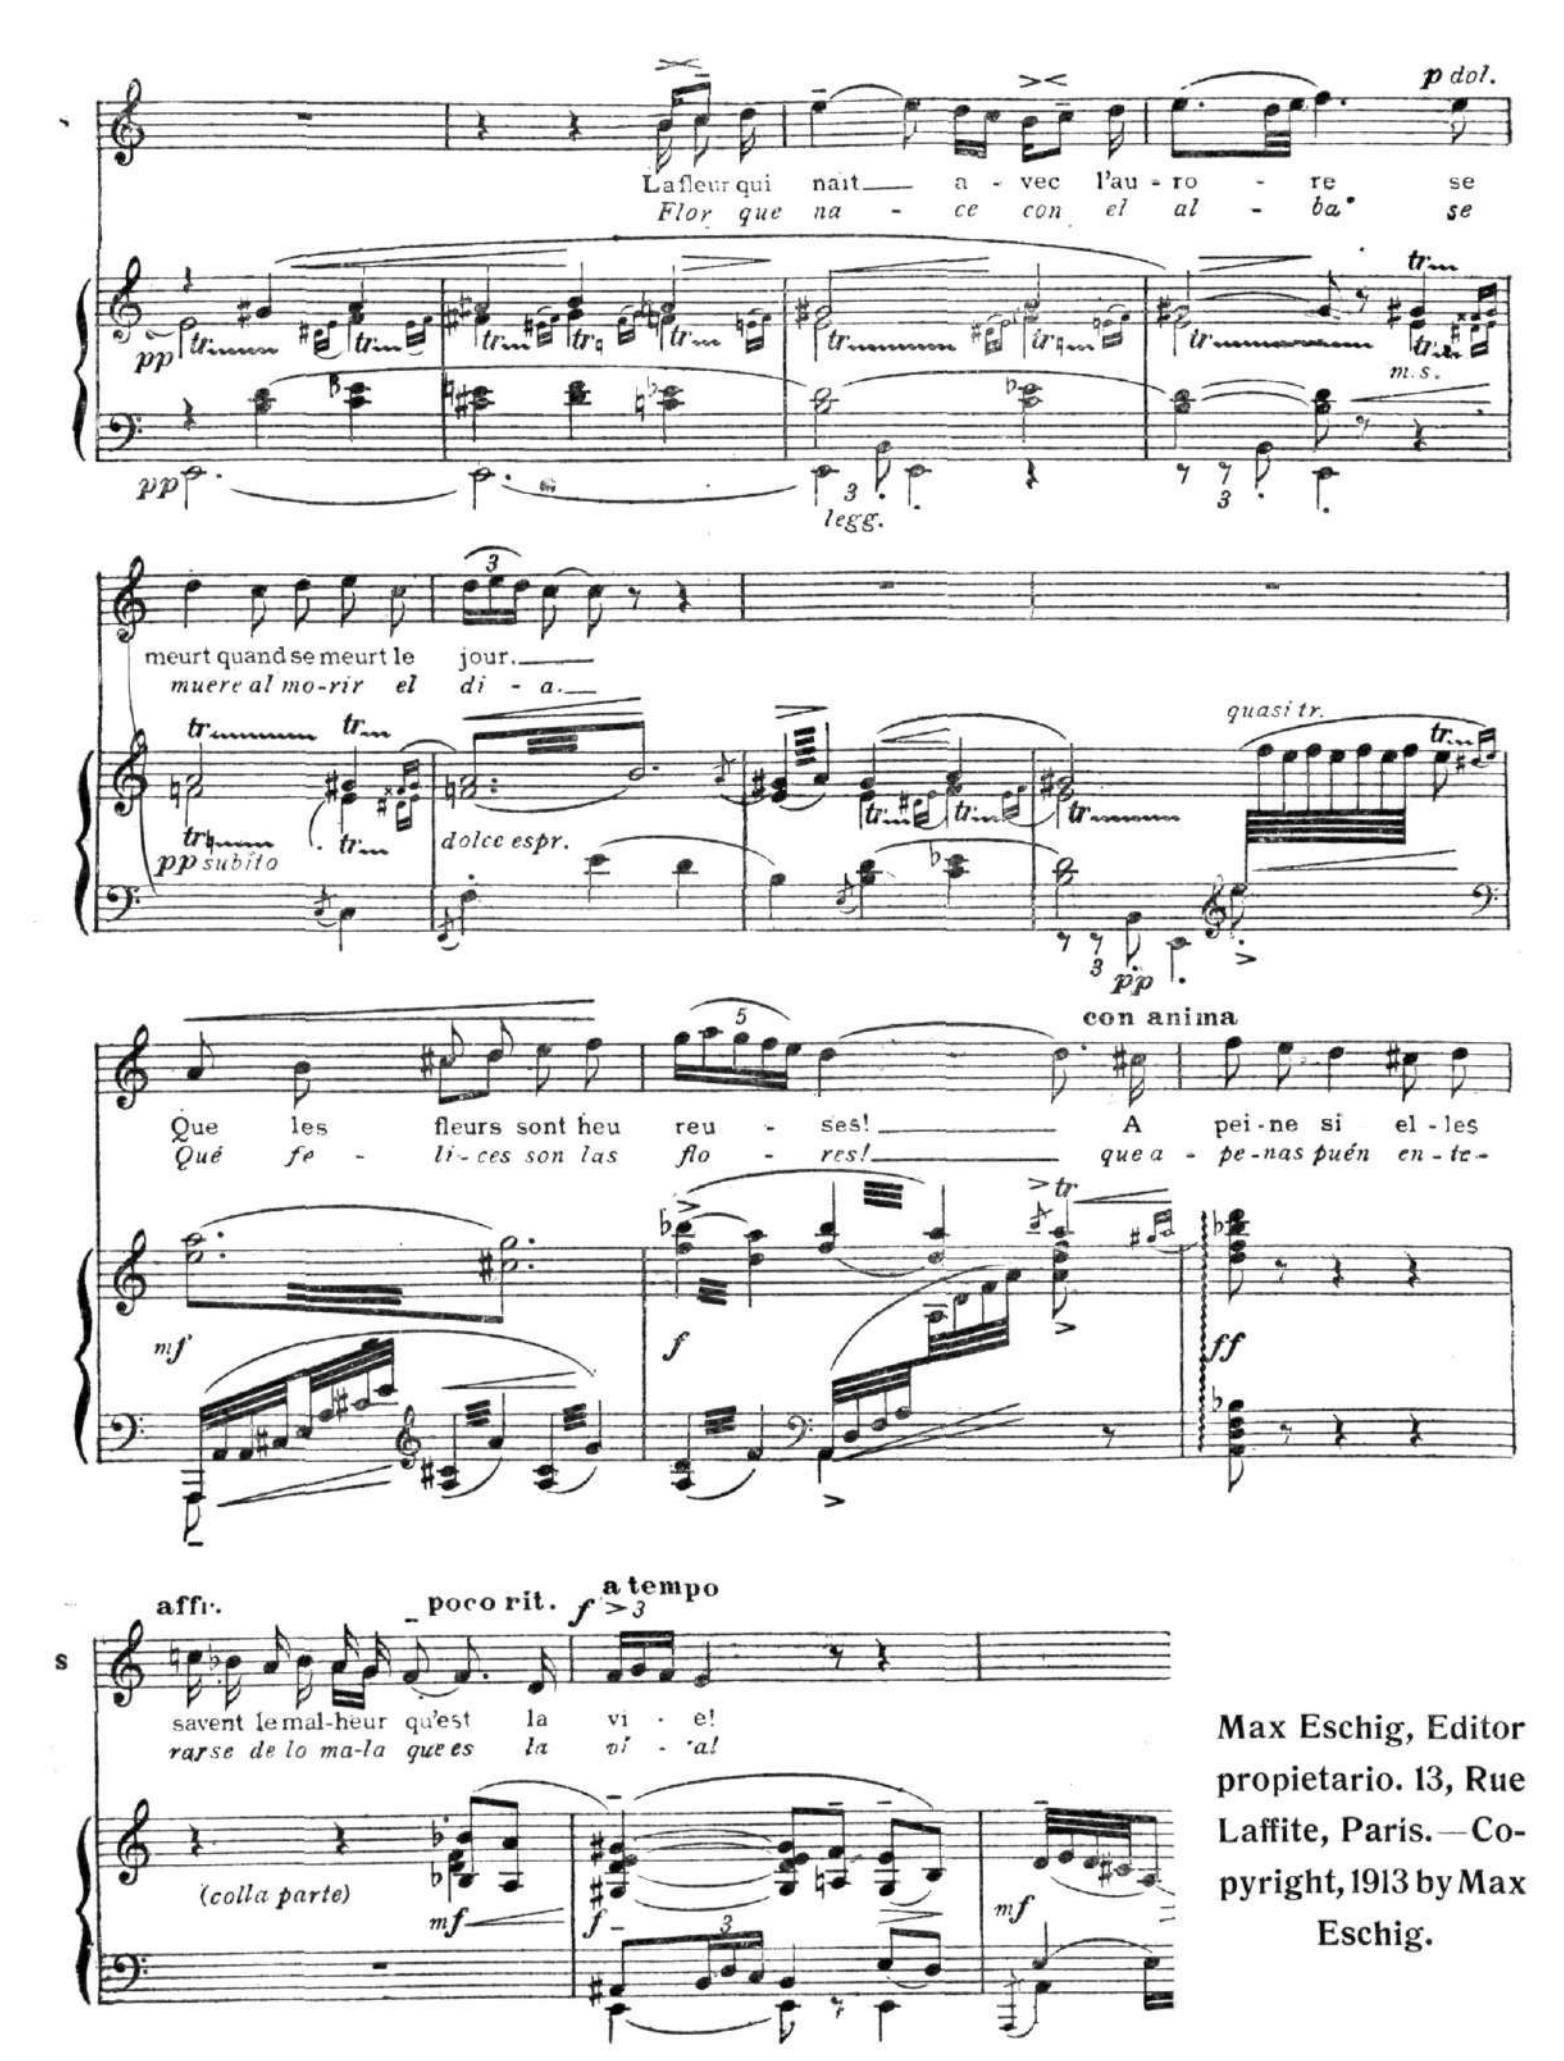 p dol.
La fleur qui nait a - vec l'au - ro - re se
Flor que na - ce con el al - ba se
tr tr tr tr tr tr tr tr tr
pp tr
m.s.
pp
3 3
legg.
3
meurt quand se meurt le jour.
muere al mo-rir el di - a.
quasi tr.
tr tr tr
tr tr dolce espr. tr tr tr
pp subito
3 pp
con anima
5
Que les fleurs sont heu reu - ses! A pei - ne si el - les
Qué fe - li - ces son las flo - res! que a - pe - nas puén en - te -
tr
mf f ff
affr. poco rit. a tempo
f 3
s
savent le mal-heur qu'est la vi - e!
rarse de lo ma-la que es la vi - 'a!
(colla parte)
mf f mf
3
Max Eschig, Editor
propietario. 13, Rue
Laffite, Paris.—Co-
pyright, 1913 by Max
Eschig.